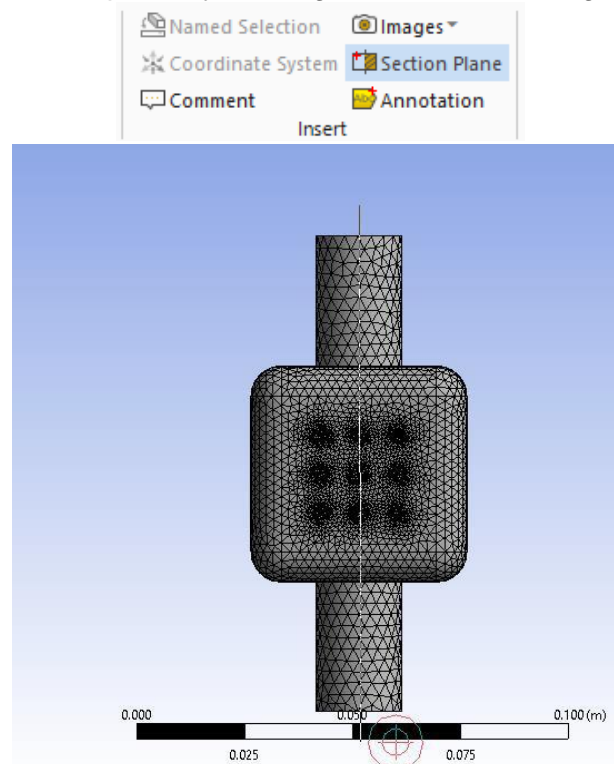 Named Selection Images
Coordinate System Section Plane
Comment Annotation
Insert
0.000 0.050 0.100 (m)
0.025 0.075